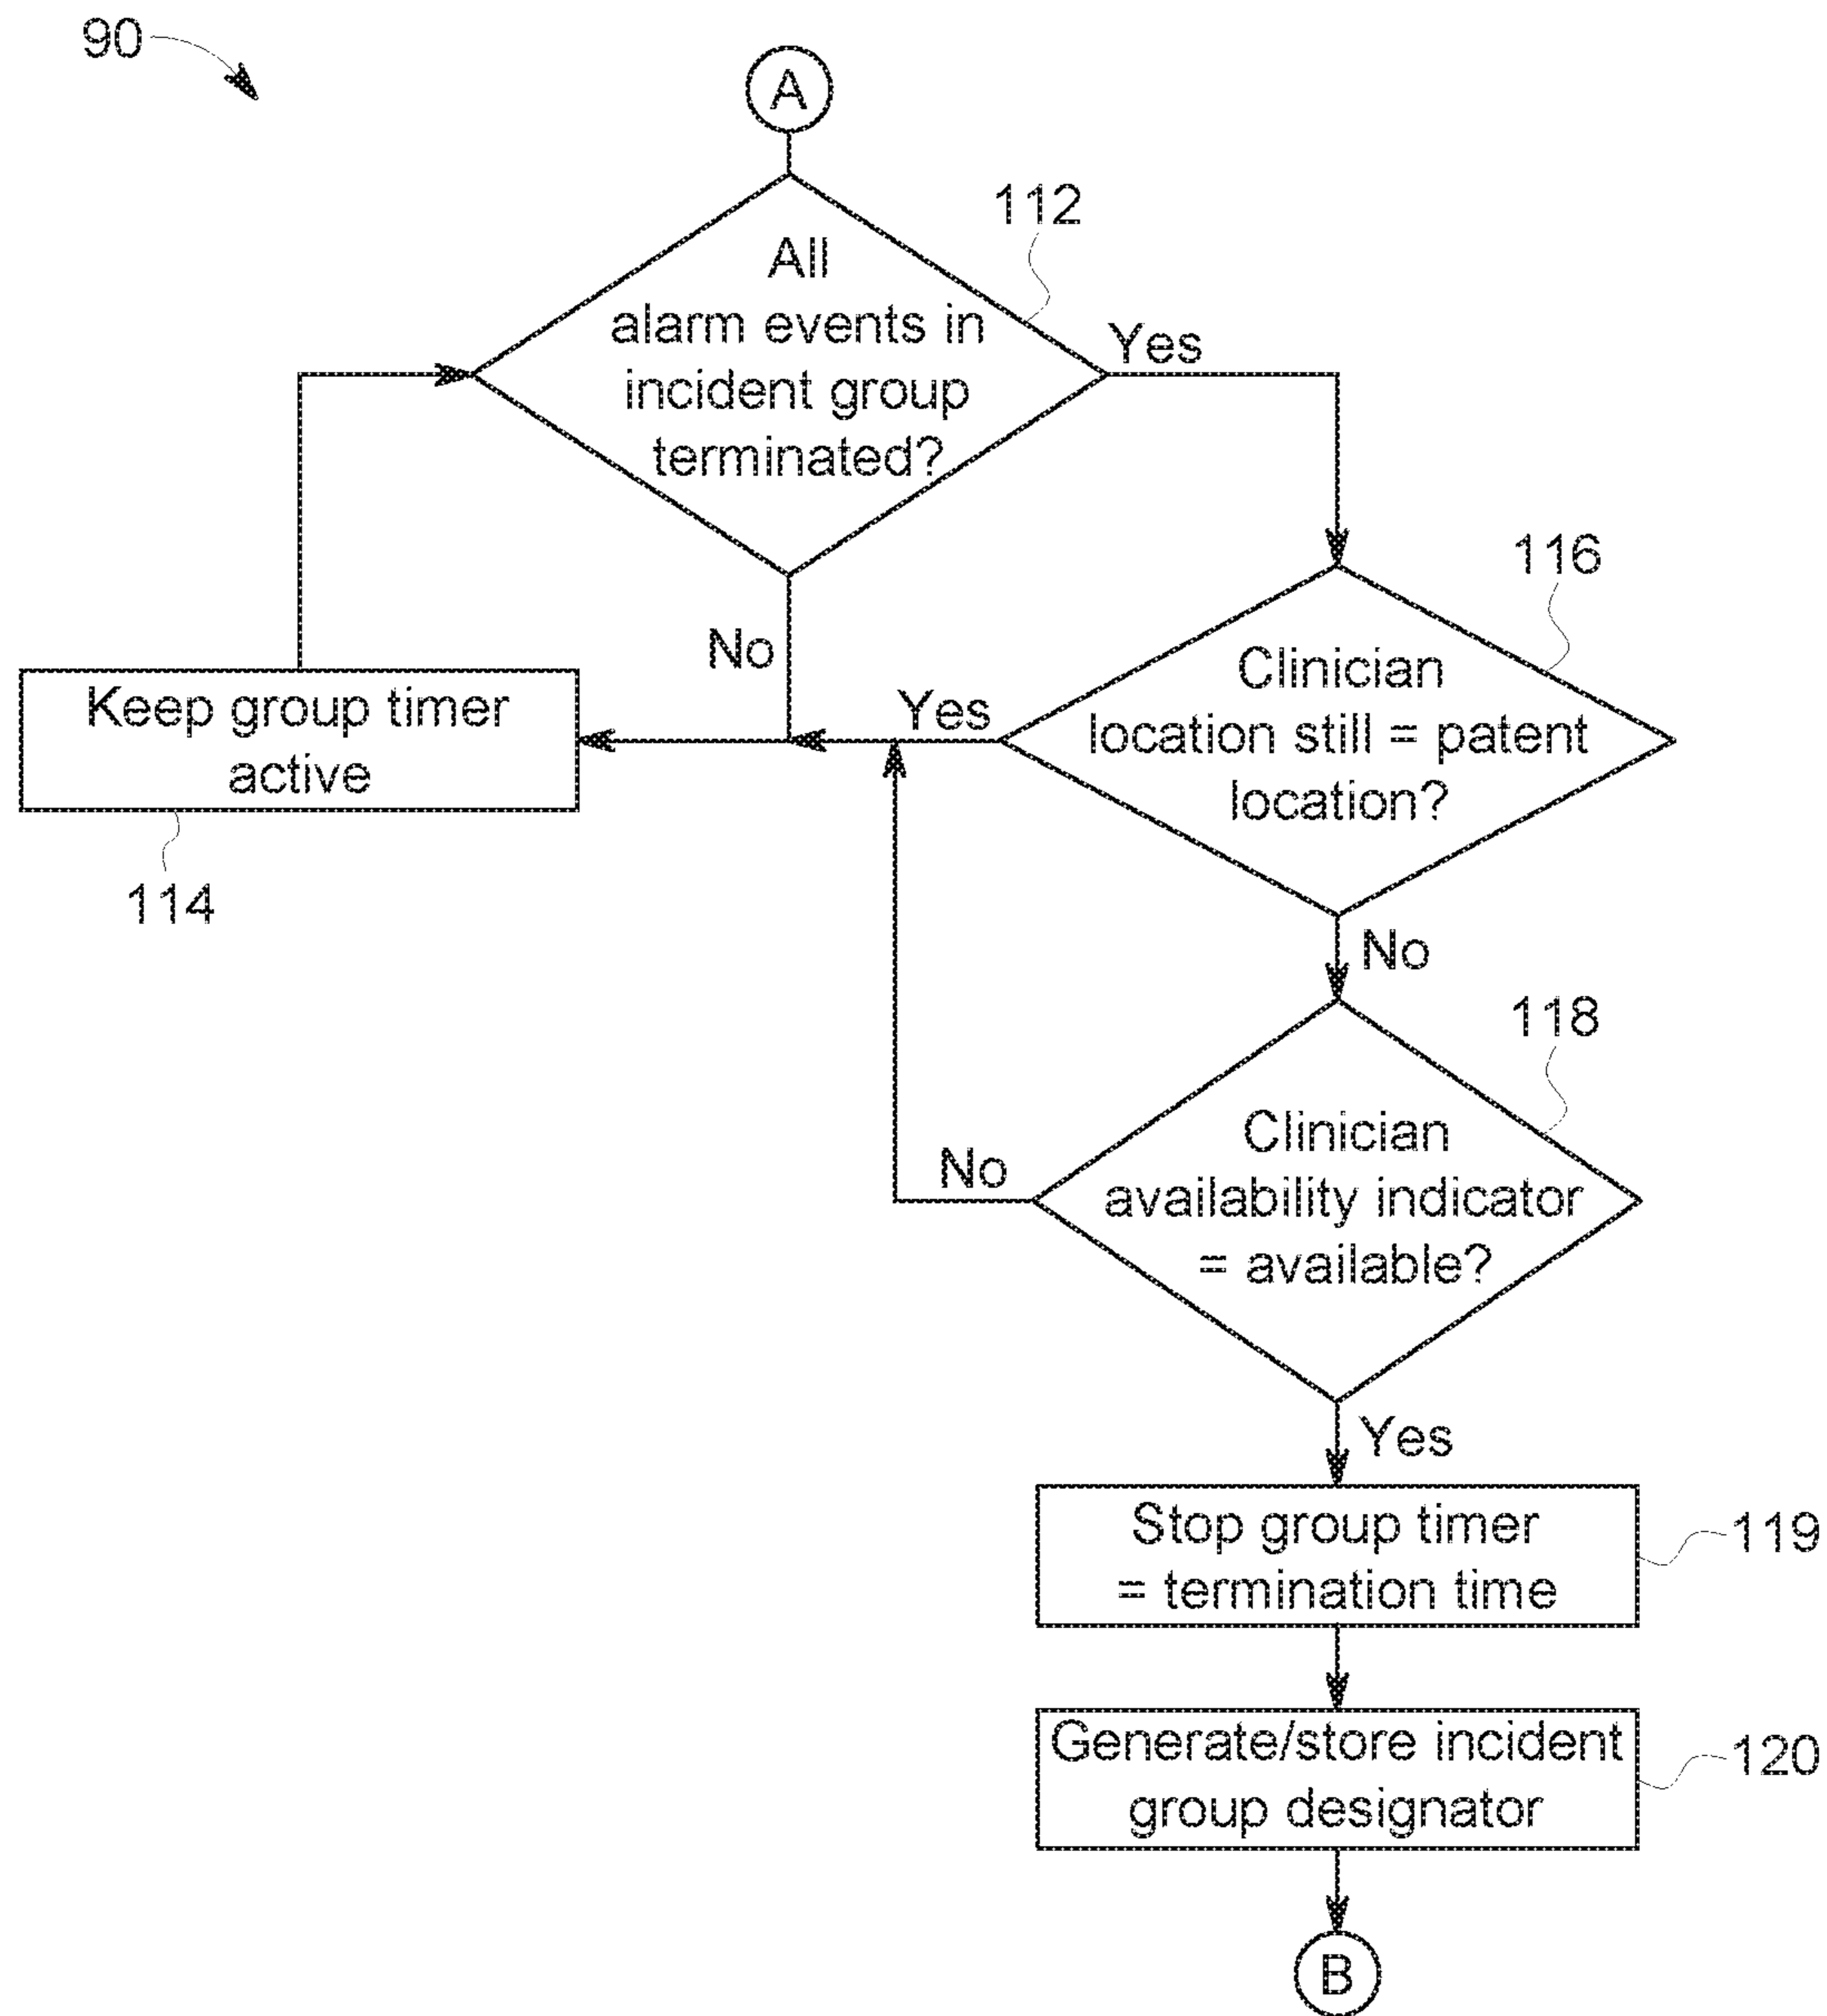 90
A
112
All
alarm events in
incident group
terminated?
Yes
No
116
Clinician
location still = patent
location?
Yes
Keep group timer
active
114
No
118
Clinician
availability indicator
= available?
No
Yes
Stop group timer
= termination time
119
Generate/store incident
group designator
120
B